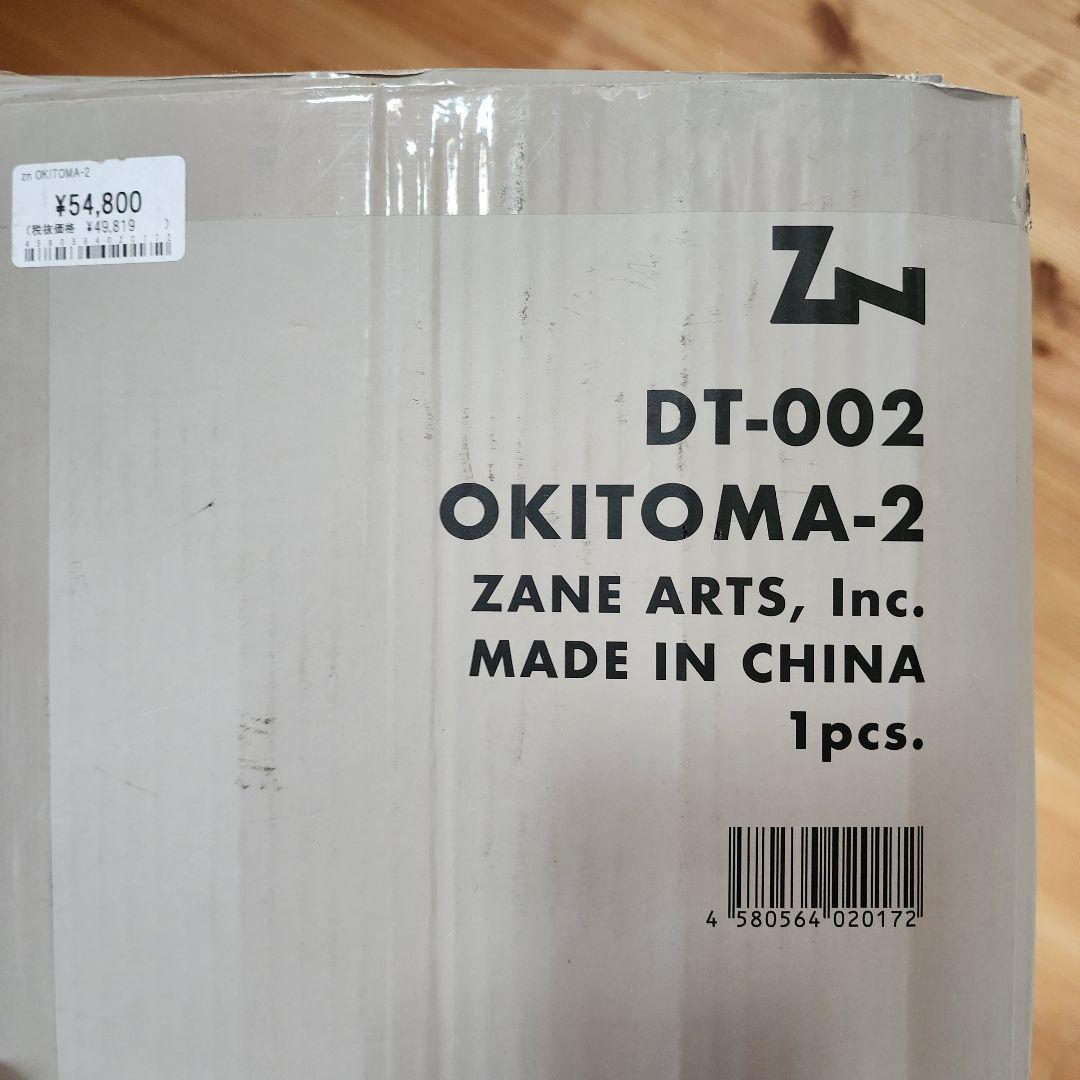 zn OKITOMA-2
¥54,800
(税抜価格 ¥49,819 )
4580564020172
ZN
DT-002
OKITOMA-2
ZANE ARTS, Inc.
MADE IN CHINA
1pcs.
4 580564 020172